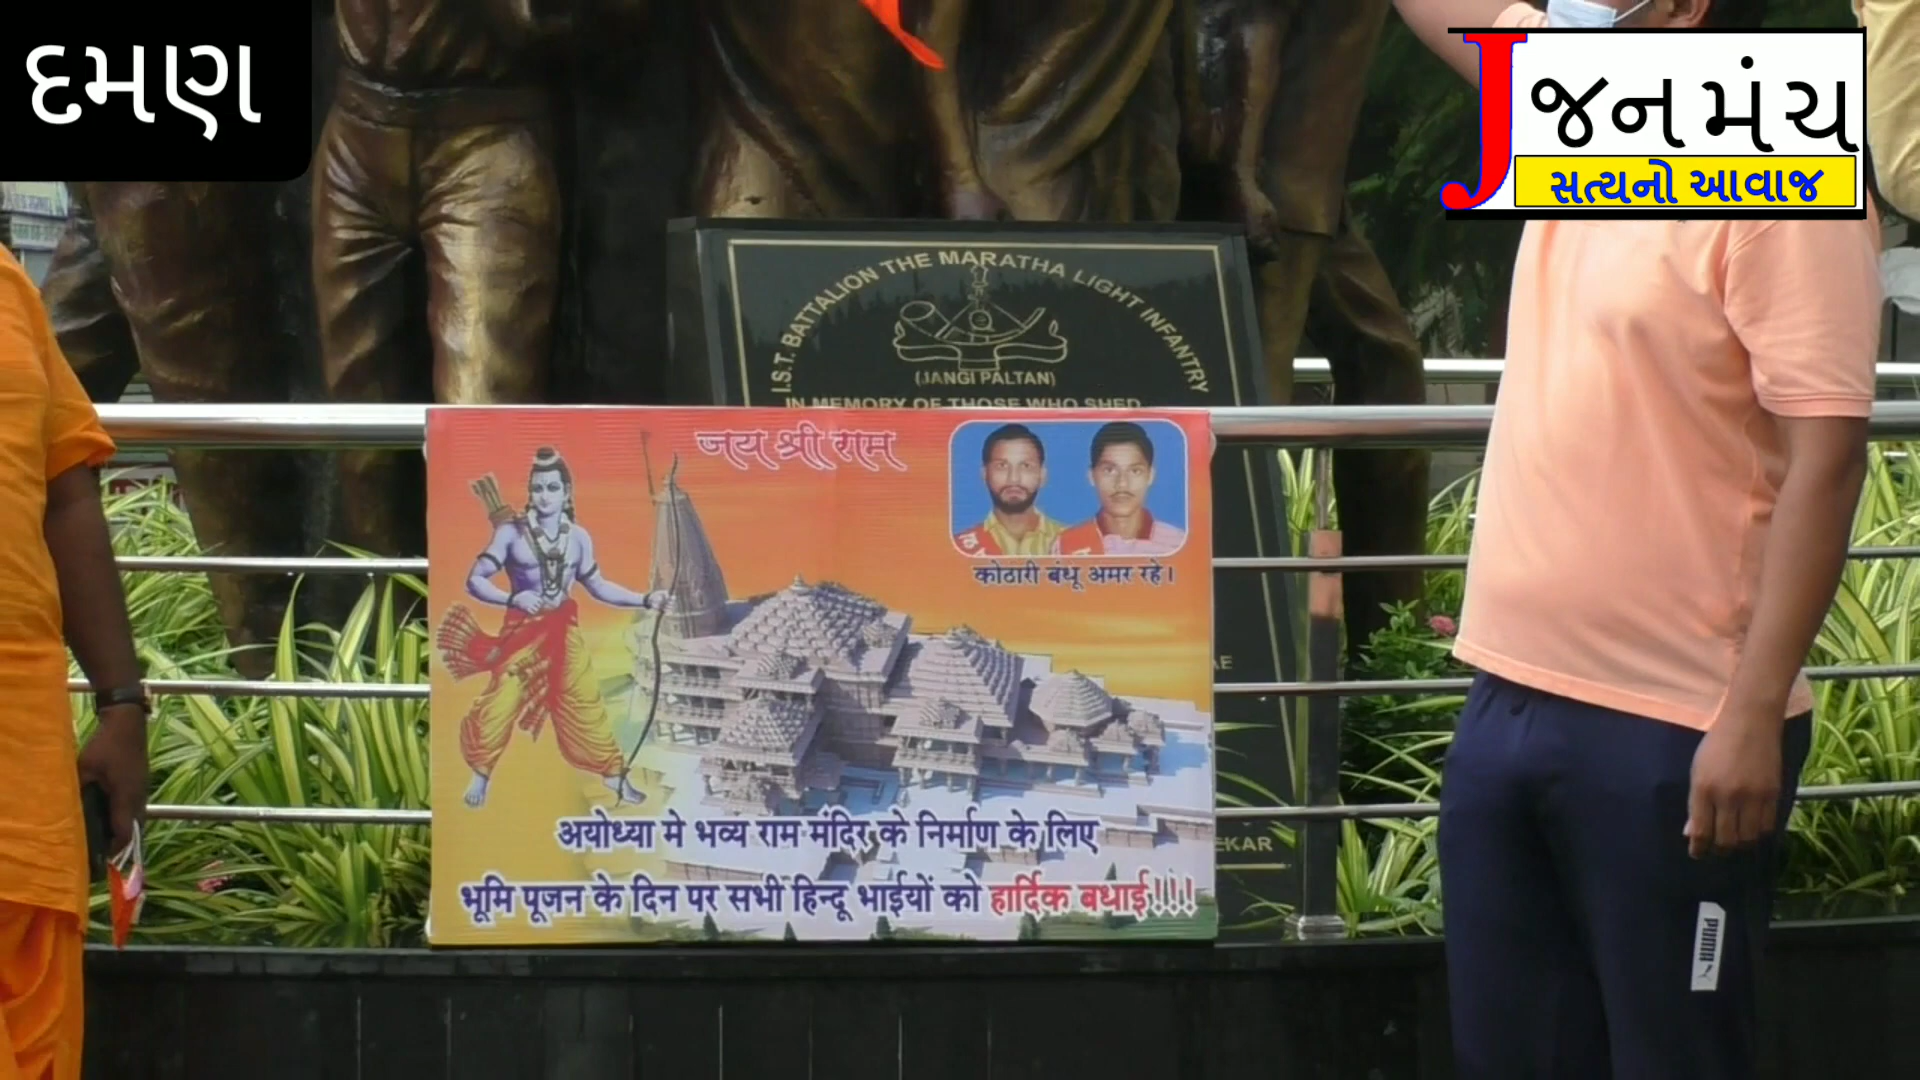 દમણ
J
જન મંચ
સત્યનો આવાજ
I.S.T. BATTALION THE MARATHA LIGHT INFANTRY
(JANGI PALTAN)
IN MEMORY OF THOSE WHO SHED
जय श्री राम
कोठारी बंधू अमर रहे।
अयोध्या मे भव्य राम मंदिर के निर्माण के लिए
भूमि पूजन के दिन पर सभी हिन्दू भाईयों को हार्दिक बधाई!!!!
EKAR
PUMA